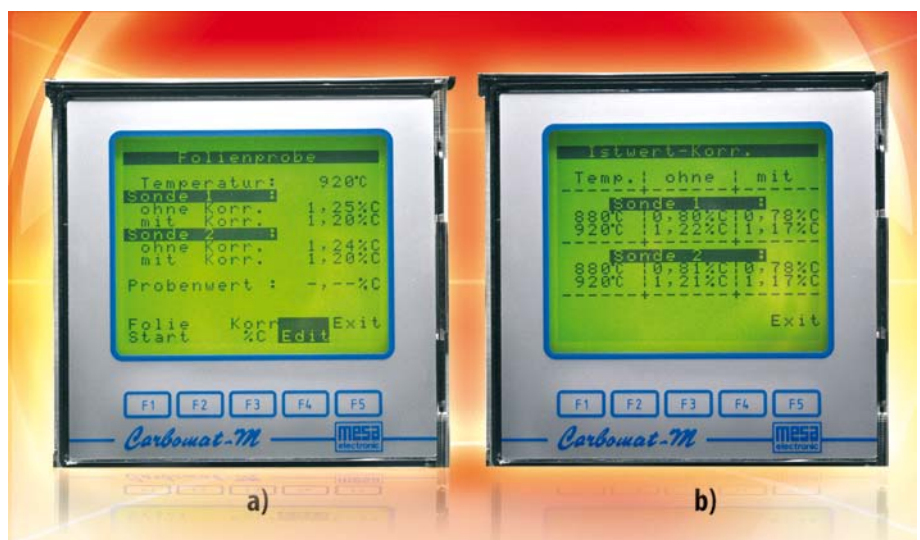 Folienprobe
Temperatur: 920°C
Sonde 1 :
ohne Korr. 1,25%C
mit Korr. 1,20%C
Sonde 2 :
ohne Korr. 1,24%C
mit Korr. 1,20%C
Probenwert : -,--%C
Folie Korr Exit
Start %C Edit
F1 F2 F3 F4 F5
Carbomat-M mesa electronic
a)
Istwert-Korr.
Temp. ohne mit
Sonde 1 :
880°C 0,80%C 0,78%C
920°C 1,22%C 1,17%C
Sonde 2 :
880°C 0,81%C 0,78%C
920°C 1,21%C 1,17%C
Exit
F1 F2 F3 F4 F5
Carbomat-M mesa electronic
b)